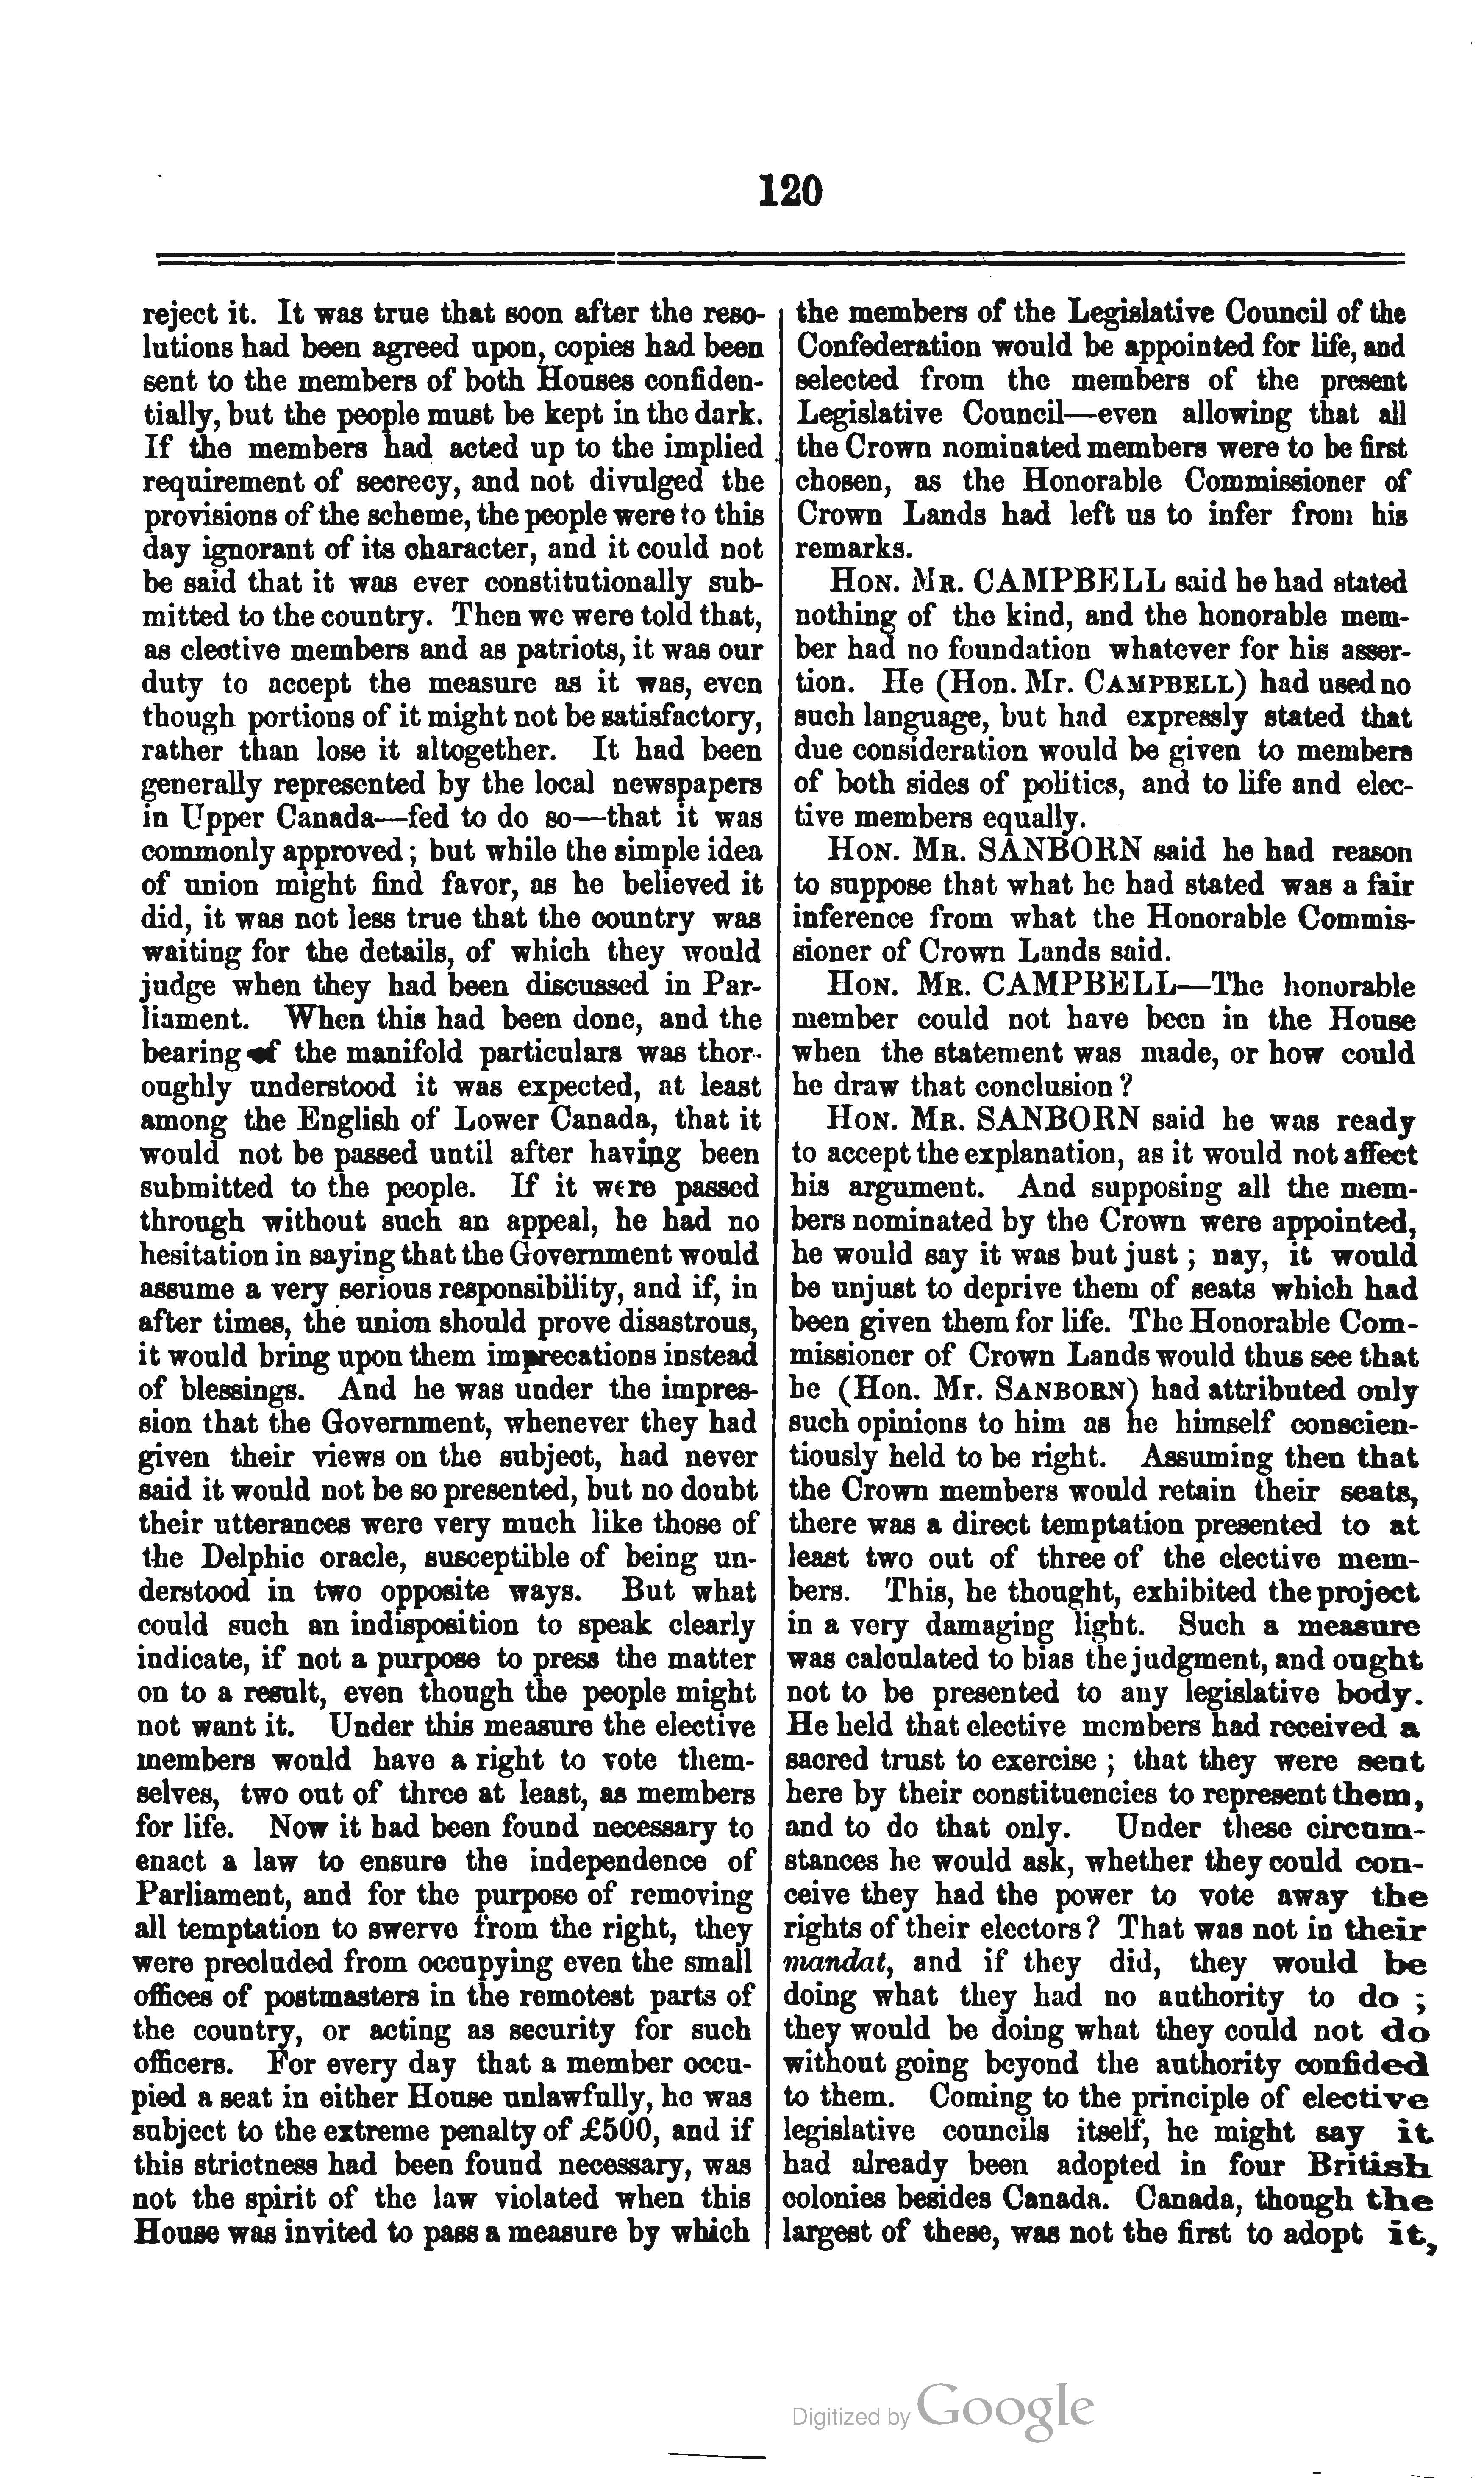 120
reject it. It was true that soon after the reso-
lutions had been agreed upon, copies had been
sent to the members of both Houses confiden-
tially, but the people must be kept in the dark.
If the members had acted up to the implied
requirement of secrecy, and not divulged the
provisions of the scheme, the people were to this
day ignorant of its character, and it could not
be said that it was ever constitutionally sub-
mitted to the country. Then we were told that,
as elective members and as patriots, it was our
duty to accept the measure as it was, even
though portions of it might not be satisfactory,
rather than lose it altogether. It had been
generally represented by the local newspapers
in Upper Canada—fed to do so—that it was
commonly approved; but while the simple idea
of union might find favor, as he believed it
did, it was not less true that the country was
waiting for the details, of which they would
judge when they had been discussed in Par-
liament. When this had been done, and the
bearing of the manifold particulars was thor-
oughly understood it was expected, at least
among the English of Lower Canada, that it
would not be passed until after having been
submitted to the people. If it were passed
through without such an appeal, he had no
hesitation in saying that the Government would
assume a very serious responsibility, and if, in
after times, the union should prove disastrous,
it would bring upon them imprecations instead
of blessings. And he was under the impres-
sion that the Government, whenever they had
given their views on the subject, had never
said it would not be so presented, but no doubt
their utterances were very much like those of
the Delphic oracle, susceptible of being un-
derstood in two opposite ways. But what
could such an indisposition to speak clearly
indicate, if not a purpose to press the matter
on to a result, even though the people might
not want it. Under this measure the elective
members would have a right to vote them-
selves, two out of three at least, as members
for life. Now it had been found necessary to
enact a law to ensure the independence of
Parliament, and for the purpose of removing
all temptation to swerve from the right, they
were precluded from occupying even the small
offices of postmasters in the remotest parts of
the country, or acting as security for such
officers. For every day that a member occu-
pied a seat in either House unlawfully, he was
subject to the extreme penalty of £500, and if
this strictness had been found necessary, was
not the spirit of the law violated when this
House was invited to pass a measure by which
the members of the Legislative Council of the
Confederation would be appointed for life, and
selected from the members of the present
Legislative Council—even allowing that all
the Crown nominated members were to be first
chosen, as the Honorable Commissioner of
Crown Lands had left us to infer from his
remarks.
HON. MR. CAMPBELL said he had stated
nothing of the kind, and the honorable mem-
ber had no foundation whatever for his asser-
tion. He (Hon. Mr. CAMPBELL) had used no
such language, but had expressly stated that
due consideration would be given to members
of both sides of politics, and to life and elec-
tive members equally.
HON. MR. SANBORN said he had reason
to suppose that what he had stated was a fair
inference from what the Honorable Commis-
sioner of Crown Lands said.
HON. MR. CAMPBELL—The honorable
member could not have been in the House
when the statement was made, or how could
he draw that conclusion?
HON. MR. SANBORN said he was ready
to accept the explanation, as it would not affect
his argument. And supposing all the mem-
bers nominated by the Crown were appointed,
he would say it was but just; nay, it would
be unjust to deprive them of seats which had
been given them for life. The Honorable Com-
missioner of Crown Lands would thus see that
he (Hon. Mr. SANBORN) had attributed only
such opinions to him as he himself conscien-
tiously held to be right. Assuming then that
the Crown members would retain their seats,
there was a direct temptation presented to at
least two out of three of the elective mem-
bers. This, he thought, exhibited the project
in a very damaging light. Such a measure
was calculated to bias the judgment, and ought
not to be presented to any legislative body.
He held that elective members had received a
sacred trust to exercise; that they were sent
here by their constituencies to represent them,
and to do that only. Under these circum-
stances he would ask, whether they could con-
ceive they had the power to vote away the
rights of their electors? That was not in their
mandat, and if they did, they would be
doing what they had no authority to do;
they would be doing what they could not do
without going beyond the authority confided
to them. Coming to the principle of elective
legislative councils itself, he might say it
had already been adopted in four British
colonies besides Canada. Canada, though the
largest of these, was not the first to adopt it,
Digitized by Google